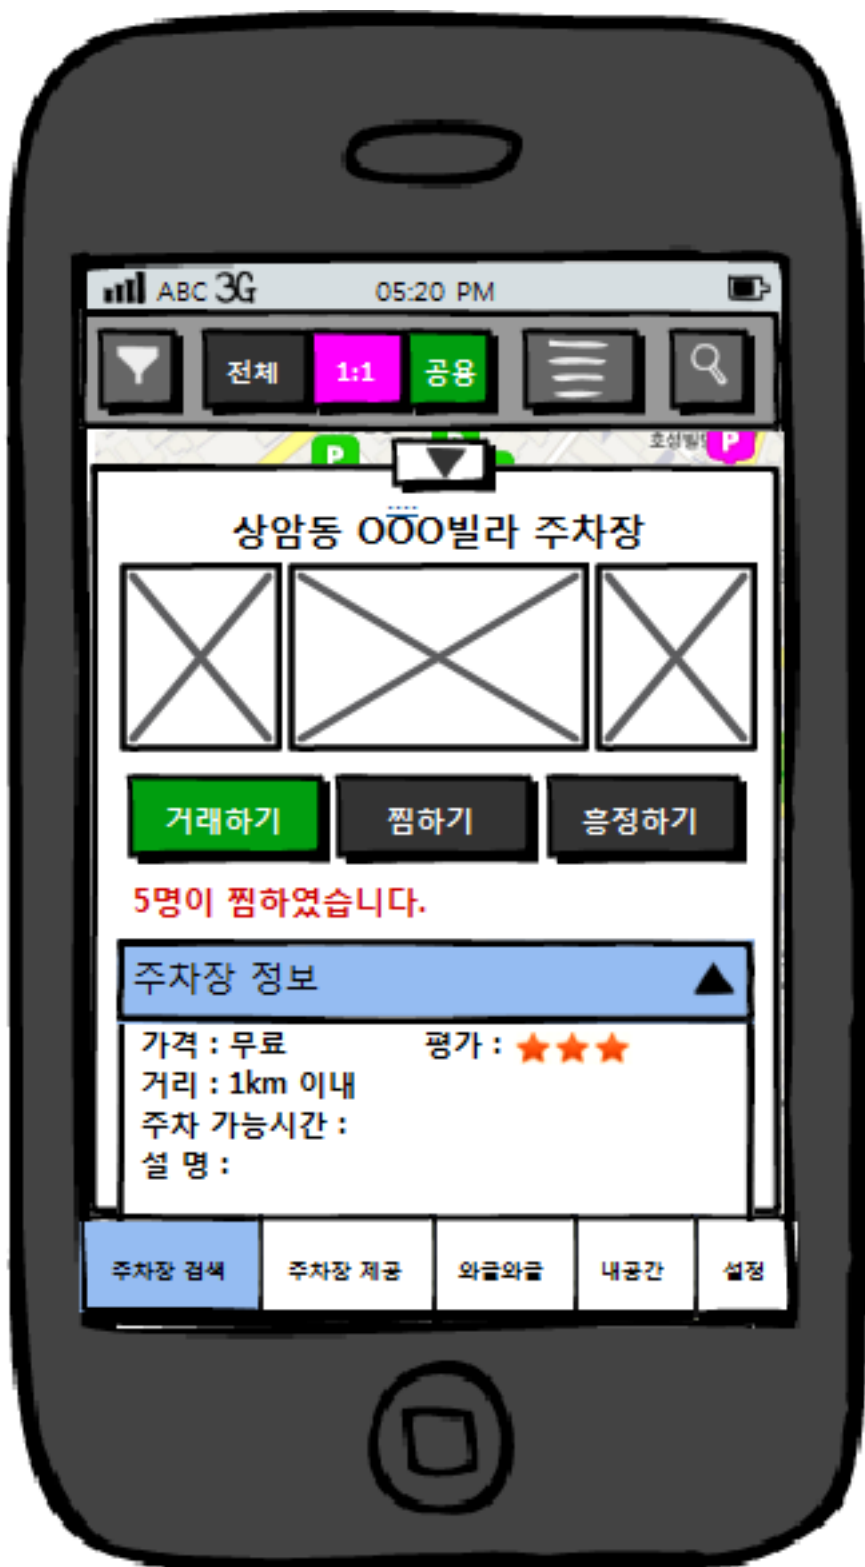 ABC 3G 05:20 PM
전체 1:1 공용
P P P
상암동 OOO빌라 주차장
거래하기 찜하기 흥정하기
5명이 찜하였습니다.
주차장 정보
가격 : 무료 평가 :
거리 : 1km 이내
주차 가능시간 :
설 명 :
주차장 검색 주차장 제공 와글와글 내공간 설정